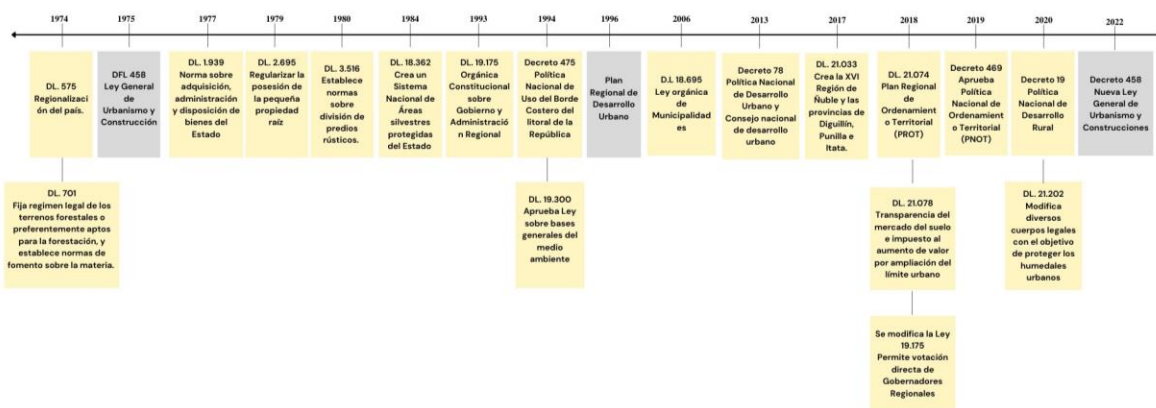 1974
1975
1977
1979
1980
1984
1993
1994
1996
2006
2013
2017
2018
2019
2020
2022
DL. 575
Regionalizaci
ón del país.
DFL 458
Ley General
de
Urbanismo y
Construcción
DL. 1.939
Norma sobre
adquisición,
administración
y disposición de
bienes del
Estado
DL. 2.695
Regularizar la
posesión de
la pequeña
propiedad
raíz
DL. 3.516
Establece
normas
sobre
división de
predios
rústicos.
DL. 18.362
Crea un
Sistema
Nacional de
Áreas
silvestres
protegidas
del Estado
DL. 19.175
Orgánica
Constitucional
sobre
Gobierno y
Administració
n Regional
Decreto 475
Política
Nacional de
Uso del Borde
Costero del
litoral de la
República
Plan
Regional de
Desarrollo
Urbano
D.L 18.695
Ley orgánica
de
Municipalidad
es
Decreto 78
Política Nacional
de Desarrollo
Urbano y
Consejo nacional
de desarrollo
urbano
DL. 21.033
Crea la XVI
Región de
Ñuble y las
provincias de
Diguillín,
Punilla e
Itata.
DL. 21.074
Plan Regional
de
Ordenamient
o Territorial
(PROT)
Decreto 469
Aprueba
Política
Nacional de
Ordenamient
o Territorial
(PNOT)
Decreto 19
Política
Nacional de
Desarrollo
Rural
Decreto 458
Nueva Ley
General de
Urbanismo y
Construcciones
DL. 701
Fija regimen legal de los
terrenos forestales o
preferentemente aptos
para la forestación, y
establece normas de
fomento sobre la materia.
DL. 19.300
Aprueba Ley
sobre bases
generales del
medio
ambiente
DL. 21.078
Transparencia del
mercado del suelo
e impuesto al
aumento de valor
por ampliación del
límite urbano
DL. 21.202
Modifica
diversos
cuerpos legales
con el objetivo
de proteger los
humedales
urbanos
Se modifica la Ley
19.175
Permite votación
directa de
Gobernadores
Regionales